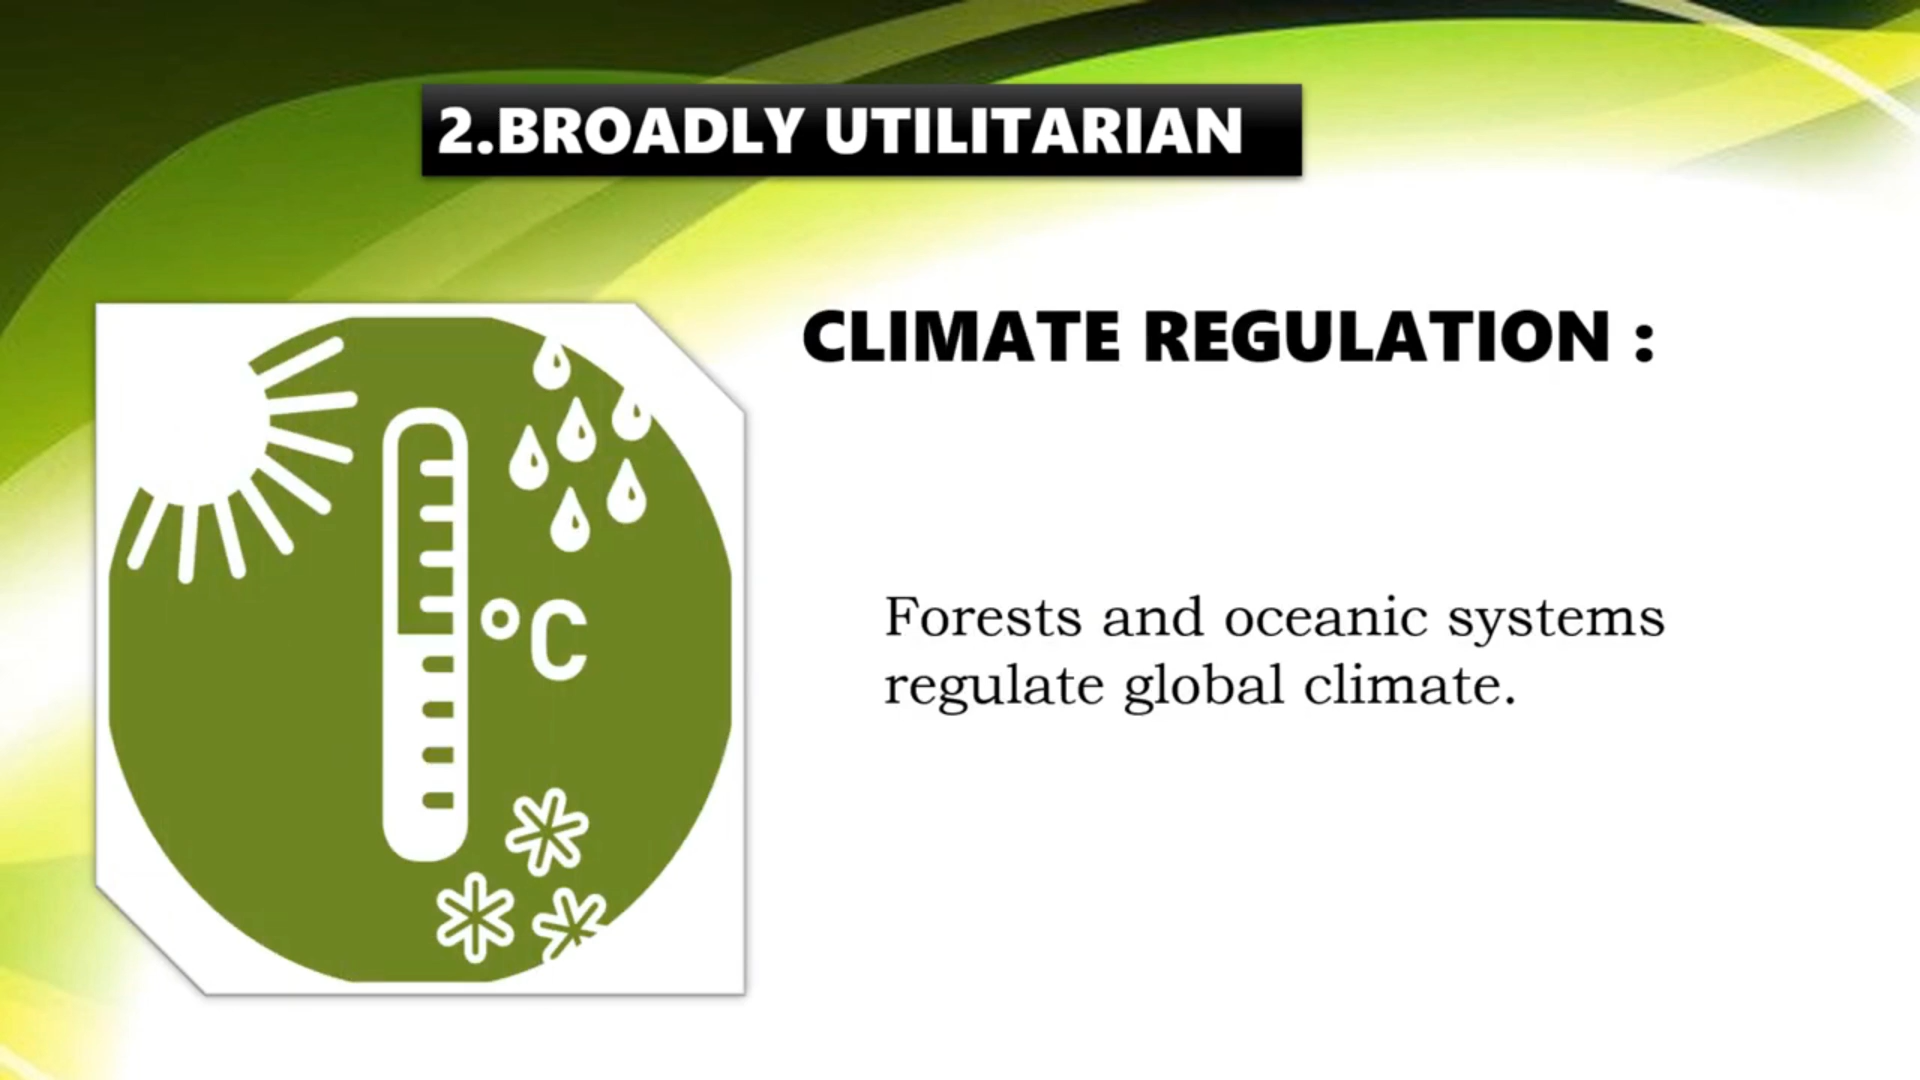 2.BROADLY UTILITARIAN
CLIMATE REGULATION :
°C
Forests and oceanic systems
regulate global climate.